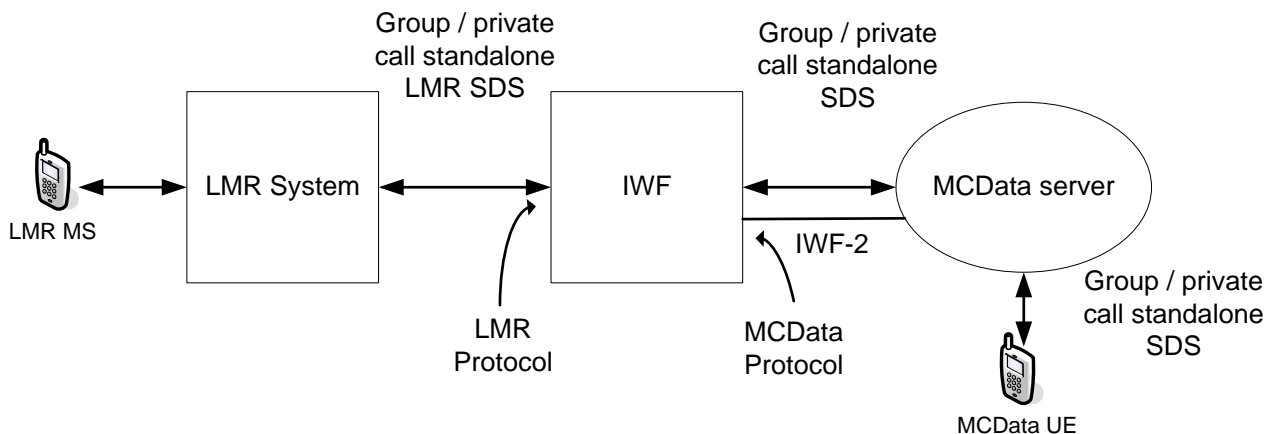 Group / private
call standalone
LMR SDS
Group / private
call standalone
SDS
LMR MS
LMR System
IWF
MCData server
IWF-2
LMR
Protocol
MCData
Protocol
Group / private
call standalone
SDS
MCData UE